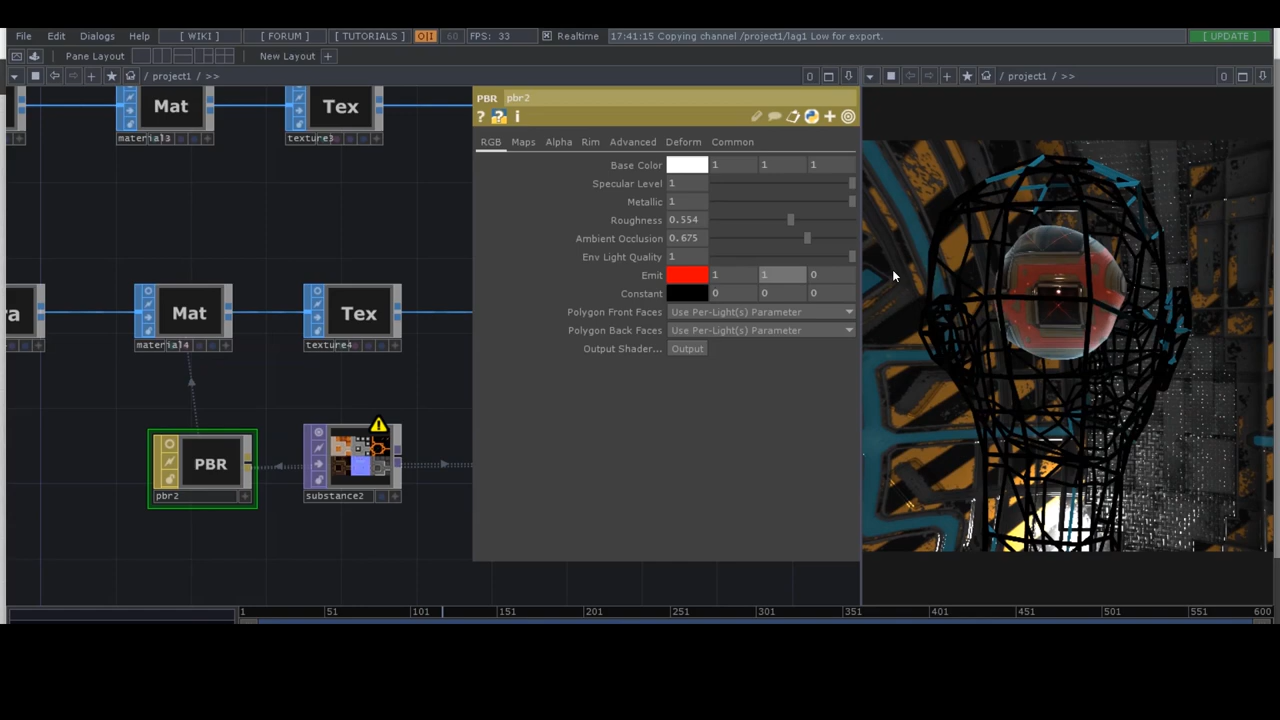 File Edit Dialogs Help [ WIKI ] [ FORUM ] [ TUTORIALS ] O|I 60 FPS: 33 Realtime 17:41:15 Copying channel /project1/lag1 Low for export. [ UPDATE ]
Pane Layout New Layout +
/ project1 / >> 0 / project1 / >> 0
PBR pbr2
Mat Tex
material3 texture3
RGB Maps Alpha Rim Advanced Deform Common
Base Color 1 1 1
Specular Level 1
Metallic 1
Roughness 0.554
Ambient Occlusion 0.675
Env Light Quality 1
Emit 1 1 0
Constant 0 0 0
Polygon Front Faces Use Per-Light(s) Parameter
Polygon Back Faces Use Per-Light(s) Parameter
Output Shader... Output
va Mat Tex
material4 texture4
PBR
pbr2 substance2
1 51 101 151 201 251 301 351 401 451 501 551 600